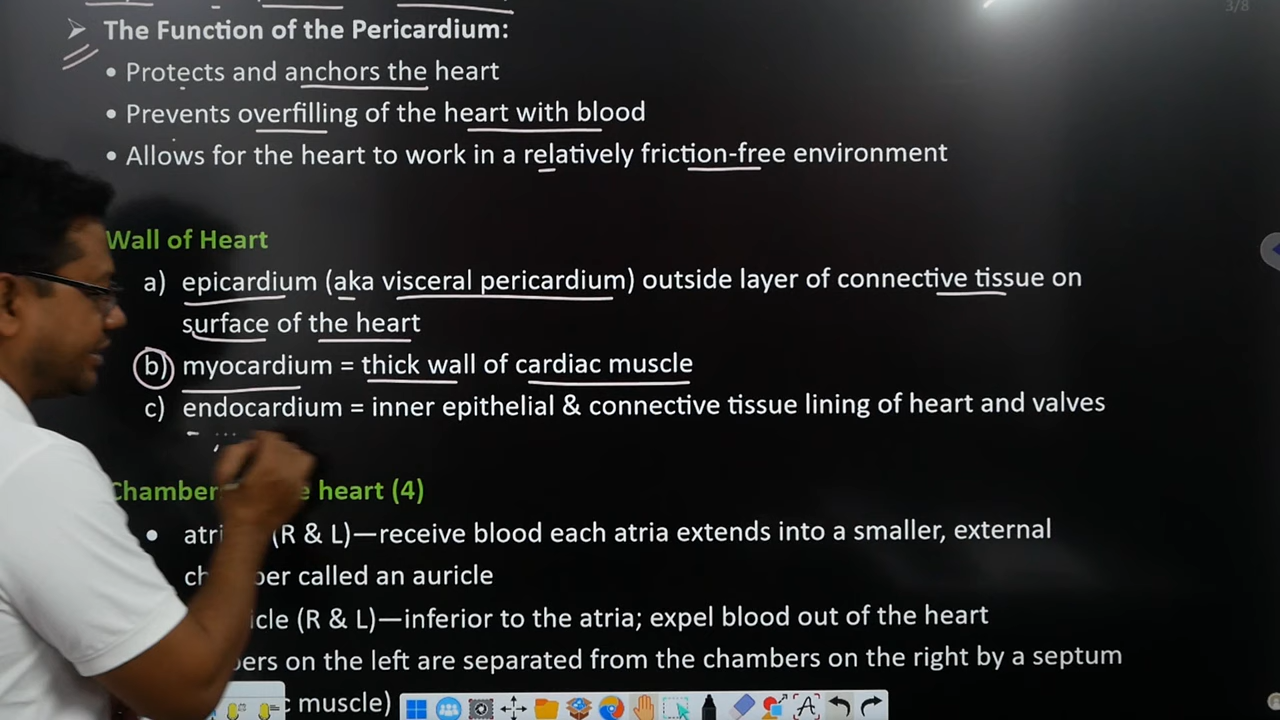 3/8
➢ The Function of the Pericardium:
• Protects and anchors the heart
• Prevents overfilling of the heart with blood
• Allows for the heart to work in a relatively friction-free environment
Wall of Heart
a) epicardium (aka visceral pericardium) outside layer of connective tissue on
surface of the heart
b) myocardium = thick wall of cardiac muscle
c) endocardium = inner epithelial & connective tissue lining of heart and valves
heart (4)
• (R & L)—receive blood each atria extends into a smaller, external
called an auricle
(R & L)—inferior to the atria; expel blood out of the heart
on the left are separated from the chambers on the right by a septum
muscle)